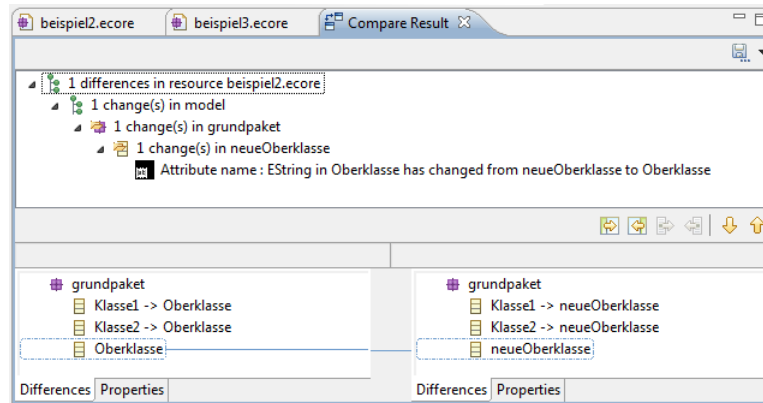 beispiel2.ecore beispiel3.ecore Compare Result
1 differences in resource beispiel2.ecore
1 change(s) in model
1 change(s) in grundpaket
1 change(s) in neueOberklasse
Attribute name : EString in Oberklasse has changed from neueOberklasse to Oberklasse
grundpaket grundpaket
Klasse1 -> Oberklasse Klasse1 -> neueOberklasse
Klasse2 -> Oberklasse Klasse2 -> neueOberklasse
Oberklasse neueOberklasse
Differences Properties Differences Properties